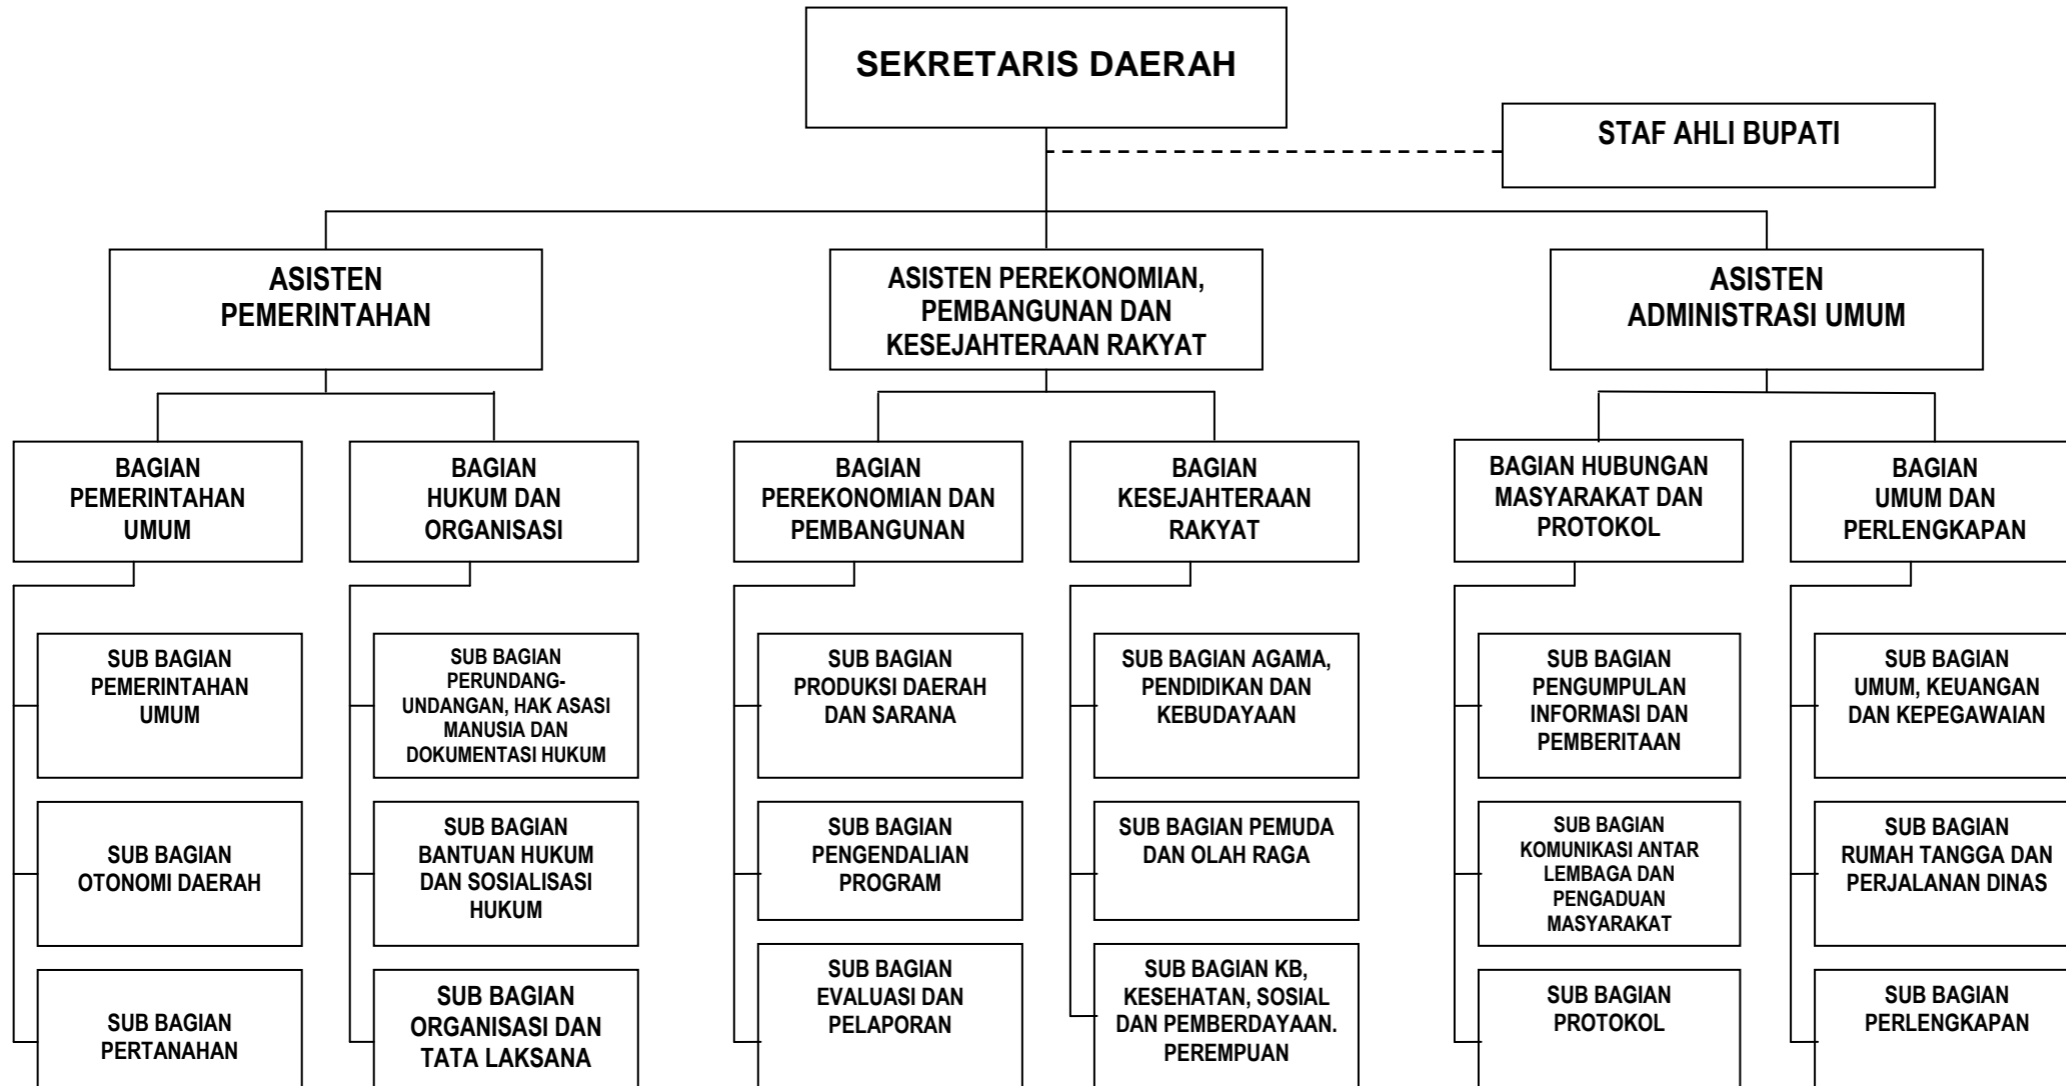 SEKRETARIS DAERAH
STAF AHLI BUPATI
ASISTEN
PEMERINTAHAN
ASISTEN PEREKONOMIAN,
PEMBANGUNAN DAN
KESEJAHTERAAN RAKYAT
ASISTEN
ADMINISTRASI UMUM
BAGIAN
PEMERINTAHAN
UMUM
BAGIAN
HUKUM DAN
ORGANISASI
BAGIAN
PEREKONOMIAN DAN
PEMBANGUNAN
BAGIAN
KESEJAHTERAAN
RAKYAT
BAGIAN HUBUNGAN
MASYARAKAT DAN
PROTOKOL
BAGIAN
UMUM DAN
PERLENGKAPAN
SUB BAGIAN
PEMERINTAHAN
UMUM
SUB BAGIAN
PERUNDANG-
UNDANGAN, HAK ASASI
MANUSIA DAN
DOKUMENTASI HUKUM
SUB BAGIAN
PRODUKSI DAERAH
DAN SARANA
SUB BAGIAN AGAMA,
PENDIDIKAN DAN
KEBUDAYAAN
SUB BAGIAN
PENGUMPULAN
INFORMASI DAN
PEMBERITAAN
SUB BAGIAN
UMUM, KEUANGAN
DAN KEPEGAWAIAN
SUB BAGIAN
OTONOMI DAERAH
SUB BAGIAN
BANTUAN HUKUM
DAN SOSIALISASI
HUKUM
SUB BAGIAN
PENGENDALIAN
PROGRAM
SUB BAGIAN PEMUDA
DAN OLAH RAGA
SUB BAGIAN
KOMUNIKASI ANTAR
LEMBAGA DAN
PENGADUAN
MASYARAKAT
SUB BAGIAN
RUMAH TANGGA DAN
PERJALANAN DINAS
SUB BAGIAN
PERTANAHAN
SUB BAGIAN
ORGANISASI DAN
TATA LAKSANA
SUB BAGIAN
EVALUASI DAN
PELAPORAN
SUB BAGIAN KB,
KESEHATAN, SOSIAL
DAN PEMBERDAYAAN.
PEREMPUAN
SUB BAGIAN
PROTOKOL
SUB BAGIAN
PERLENGKAPAN